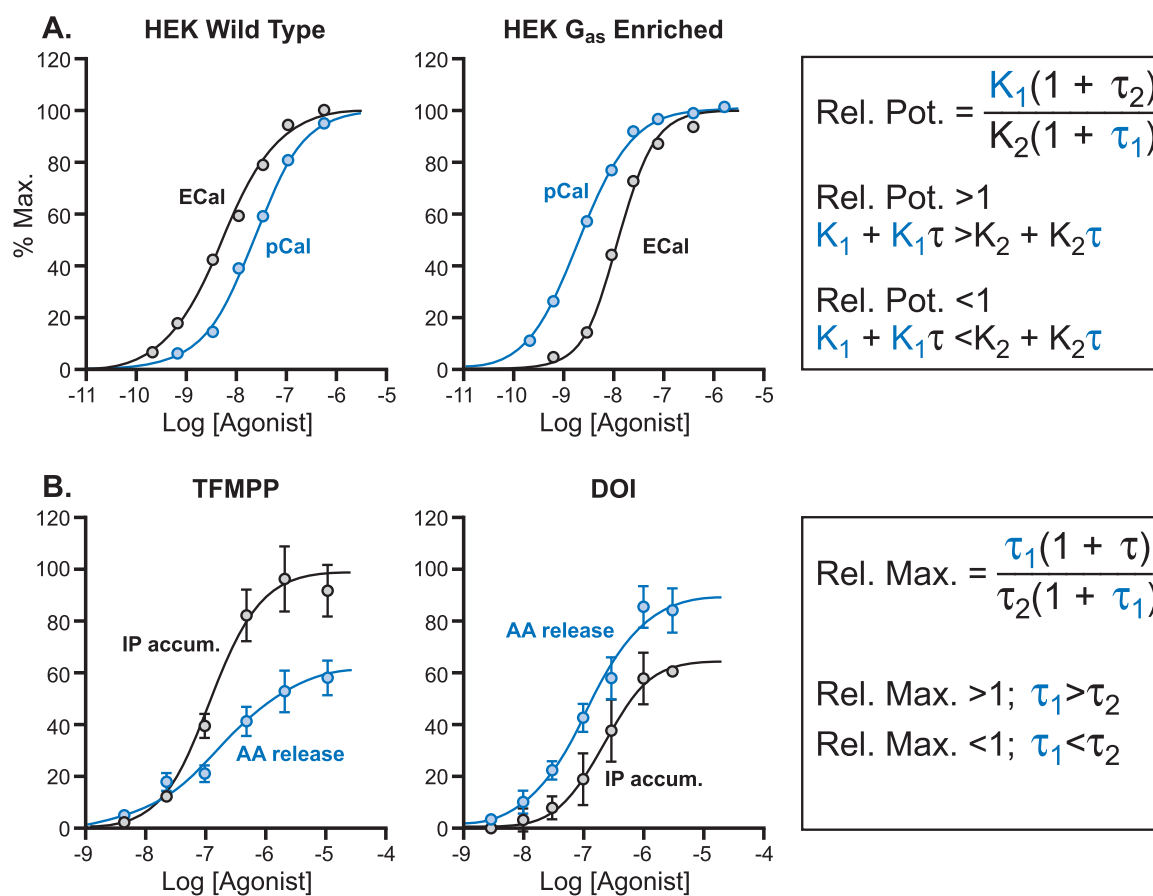 A.
HEK Wild Type
% Max.
120
100
80
60
40
20
0
ECal
pCal
-11 -10 -9 -8 -7 -6 -5
Log [Agonist]
HEK Gas Enriched
120
100
80
60
40
20
0
pCal
ECal
-11 -10 -9 -8 -7 -6 -5
Log [Agonist]
Rel. Pot. = K1(1 + τ2)
K2(1 + τ1)
Rel. Pot. >1
K1 + K1τ >K2 + K2τ
Rel. Pot. <1
K1 + K1τ <K2 + K2τ
B.
TFMPP
120
100
80
60
40
20
0
IP accum.
AA release
-9 -8 -7 -6 -5 -4
Log [Agonist]
DOI
120
100
80
60
40
20
0
AA release
IP accum.
-9 -8 -7 -6 -5 -4
Log [Agonist]
Rel. Max. = τ1(1 + τ)
τ2(1 + τ1)
Rel. Max. >1; τ1>τ2
Rel. Max. <1; τ1<τ2